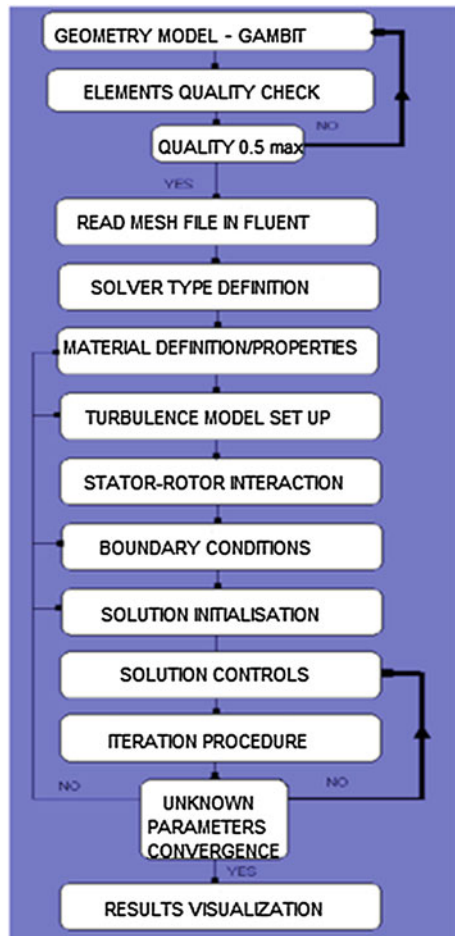 GEOMETRY MODEL - GAMBIT
ELEMENTS QUALITY CHECK
NO
QUALITY 0.5 max
YES
READ MESH FILE IN FLUENT
SOLVER TYPE DEFINITION
MATERIAL DEFINITION/PROPERTIES
TURBULENCE MODEL SET UP
STATOR-ROTOR INTERACTION
BOUNDARY CONDITIONS
SOLUTION INITIALISATION
SOLUTION CONTROLS
ITERATION PROCEDURE
NO
NO
UNKNOWN
PARAMETERS
CONVERGENCE
YES
RESULTS VISUALIZATION